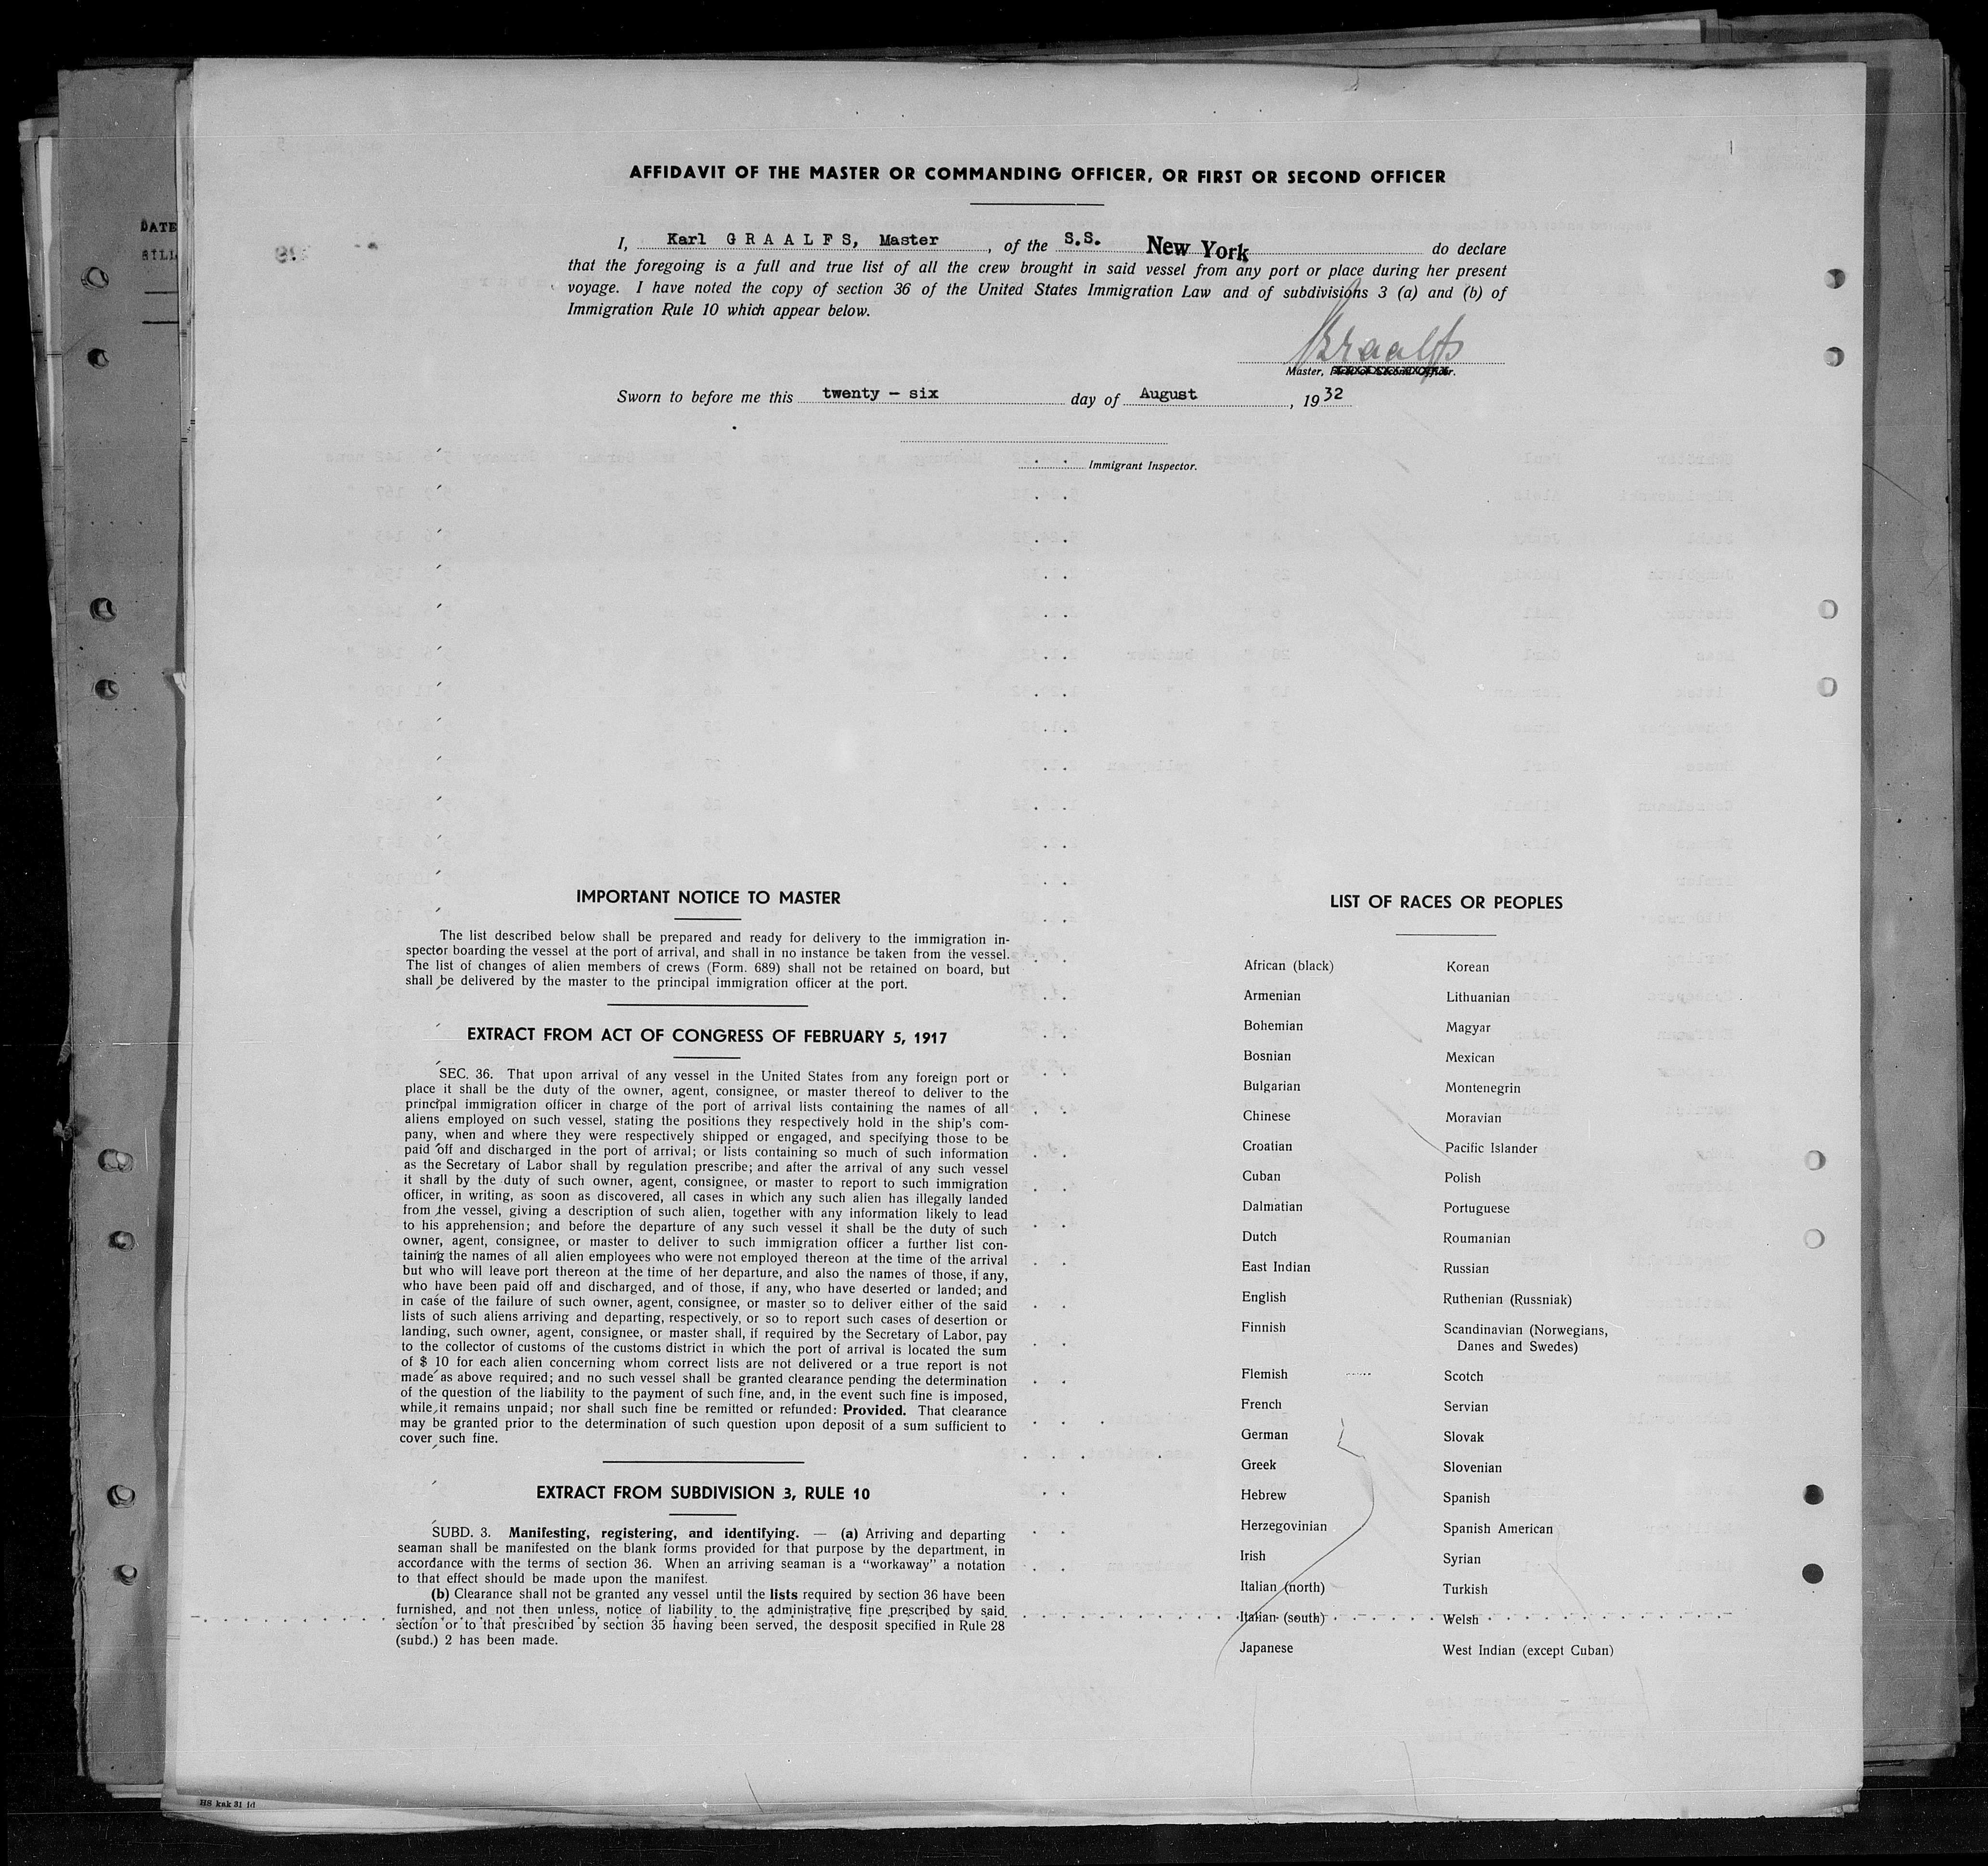 AFFIDAVIT OF THE MASTER OR COMMANDING OFFICER, OR FIRST OR SECOND OFFICER
I, Karl GRAALFS, Master, of the S.S. New York do declare
that the foregoing is a full and true list of all the crew brought in said vessel from any port or place during her present
voyage. I have noted the copy of section 36 of the United States Immigration Law and of subdivisions 3 (a) and (b) of
Immigration Rule 10 which appear below.
Graalfs
Master, First or Second Officer.
Sworn to before me this twenty - six day of August, 1932
Immigrant Inspector.
DATE
IMPORTANT NOTICE TO MASTER
The list described below shall be prepared and ready for delivery to the immigration in-
spector boarding the vessel at the port of arrival, and shall in no instance be taken from the vessel.
The list of changes of alien members of crews (Form. 689) shall not be retained on board, but
shall be delivered by the master to the principal immigration officer at the port.
EXTRACT FROM ACT OF CONGRESS OF FEBRUARY 5, 1917
SEC. 36. That upon arrival of any vessel in the United States from any foreign port or
place it shall be the duty of the owner, agent, consignee, or master thereof to deliver to the
principal immigration officer in charge of the port of arrival lists containing the names of all
aliens employed on such vessel, stating the positions they respectively hold in the ship's com-
pany, when and where they were respectively shipped or engaged, and specifying those to be
paid off and discharged in the port of arrival; or lists containing so much of such information
as the Secretary of Labor shall by regulation prescribe; and after the arrival of any such vessel
it shall by the duty of such owner, agent, consignee, or master to report to such immigration
officer, in writing, as soon as discovered, all cases in which any such alien has illegally landed
from the vessel, giving a description of such alien, together with any information likely to lead
to his apprehension; and before the departure of any such vessel it shall be the duty of such
owner, agent, consignee, or master to deliver to such immigration officer a further list con-
taining the names of all alien employees who were not employed thereon at the time of the arrival
but who will leave port thereon at the time of her departure, and also the names of those, if any,
who have been paid off and discharged, and of those, if any, who have deserted or landed; and
in case of the failure of such owner, agent, consignee, or master so to deliver either of the said
lists of such aliens arriving and departing, respectively, or so to report such cases of desertion or
landing, such owner, agent, consignee, or master shall, if required by the Secretary of Labor, pay
to the collector of customs of the customs district in which the port of arrival is located the sum
of $ 10 for each alien concerning whom correct lists are not delivered or a true report is not
made as above required; and no such vessel shall be granted clearance pending the determination
of the question of the liability to the payment of such fine, and, in the event such fine is imposed,
while it remains unpaid; nor shall such fine be remitted or refunded: Provided. That clearance
may be granted prior to the determination of such question upon deposit of a sum sufficient to
cover such fine.
EXTRACT FROM SUBDIVISION 3, RULE 10
SUBD. 3. Manifesting, registering, and identifying. — (a) Arriving and departing
seaman shall be manifested on the blank forms provided for that purpose by the department, in
accordance with the terms of section 36. When an arriving seaman is a “workaway” a notation
to that effect should be made upon the manifest.
(b) Clearance shall not be granted any vessel until the lists required by section 36 have been
furnished, and not then unless, notice of liability to the administrative fine prescribed by said
section or to that prescribed by section 35 having been served, the desposit specified in Rule 28
(subd.) 2 has been made.
LIST OF RACES OR PEOPLES
African (black)
Armenian
Bohemian
Bosnian
Bulgarian
Chinese
Croatian
Cuban
Dalmatian
Dutch
East Indian
English
Finnish
Flemish
French
German
Greek
Hebrew
Herzegovinian
Irish
Italian (north)
Italian (south)
Japanese
Korean
Lithuanian
Magyar
Mexican
Montenegrin
Moravian
Pacific Islander
Polish
Portuguese
Roumanian
Russian
Ruthenian (Russniak)
Scandinavian (Norwegians,
Danes and Swedes)
Scotch
Servian
Slovak
Slovenian
Spanish
Spanish American
Syrian
Turkish
Welsh
West Indian (except Cuban)
HS knk 31 fd